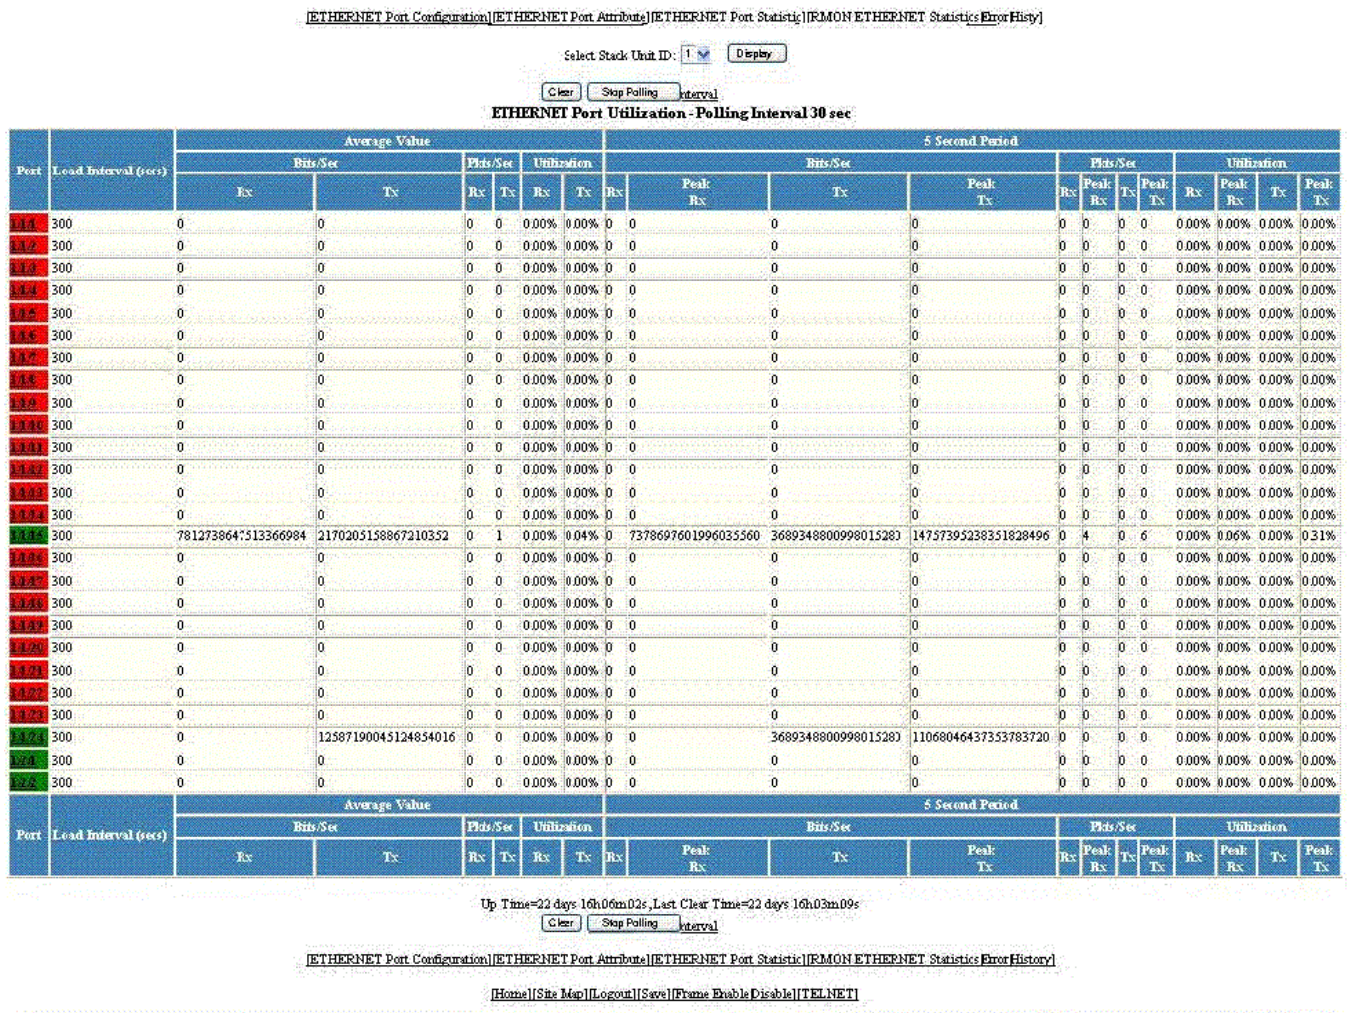 [ETHERNET Port Configuration][ETHERNET Port Attribute][ETHERNET Port Statistic][RMON ETHERNET Statistics[Error[Histy]
Select Stack Unit ID: 1 Display
Clear Stop Polling nterval
ETHERNET Port Utilization - Polling Interval 30 sec
Average Value 5 Second Period
Port Load Interval (secs) Bits/Sec Pkts/Sec Utilization Bits/Sec Pkts/Sec Utilization
Rx Tx Rx Tx Rx Tx Rx Peak Rx Tx Peak Tx Rx Peak Rx Tx Peak Tx Rx Peak Rx Tx Peak Tx
1/1/1 300 0 0 0 0 0.00% 0.00% 0 0 0 0 0 0 0 0 0.00% 0.00% 0.00% 0.00%
1/1/2 300 0 0 0 0 0.00% 0.00% 0 0 0 0 0 0 0 0 0.00% 0.00% 0.00% 0.00%
1/1/3 300 0 0 0 0 0.00% 0.00% 0 0 0 0 0 0 0 0 0.00% 0.00% 0.00% 0.00%
1/1/4 300 0 0 0 0 0.00% 0.00% 0 0 0 0 0 0 0 0 0.00% 0.00% 0.00% 0.00%
1/1/5 300 0 0 0 0 0.00% 0.00% 0 0 0 0 0 0 0 0 0.00% 0.00% 0.00% 0.00%
1/1/6 300 0 0 0 0 0.00% 0.00% 0 0 0 0 0 0 0 0 0.00% 0.00% 0.00% 0.00%
1/1/7 300 0 0 0 0 0.00% 0.00% 0 0 0 0 0 0 0 0 0.00% 0.00% 0.00% 0.00%
1/1/8 300 0 0 0 0 0.00% 0.00% 0 0 0 0 0 0 0 0 0.00% 0.00% 0.00% 0.00%
1/1/9 300 0 0 0 0 0.00% 0.00% 0 0 0 0 0 0 0 0 0.00% 0.00% 0.00% 0.00%
1/1/10 300 0 0 0 0 0.00% 0.00% 0 0 0 0 0 0 0 0 0.00% 0.00% 0.00% 0.00%
1/1/11 300 0 0 0 0 0.00% 0.00% 0 0 0 0 0 0 0 0 0.00% 0.00% 0.00% 0.00%
1/1/12 300 0 0 0 0 0.00% 0.00% 0 0 0 0 0 0 0 0 0.00% 0.00% 0.00% 0.00%
1/1/13 300 0 0 0 0 0.00% 0.00% 0 0 0 0 0 0 0 0 0.00% 0.00% 0.00% 0.00%
1/1/14 300 0 0 0 0 0.00% 0.00% 0 0 0 0 0 0 0 0 0.00% 0.00% 0.00% 0.00%
1/1/15 300 7812738647513366984 2170205158867210352 0 1 0.00% 0.04% 0 7378697601996035560 3689348800998015280 14757395238351828496 0 4 0 6 0.00% 0.06% 0.00% 0.31%
1/1/16 300 0 0 0 0 0.00% 0.00% 0 0 0 0 0 0 0 0 0.00% 0.00% 0.00% 0.00%
1/1/17 300 0 0 0 0 0.00% 0.00% 0 0 0 0 0 0 0 0 0.00% 0.00% 0.00% 0.00%
1/1/18 300 0 0 0 0 0.00% 0.00% 0 0 0 0 0 0 0 0 0.00% 0.00% 0.00% 0.00%
1/1/19 300 0 0 0 0 0.00% 0.00% 0 0 0 0 0 0 0 0 0.00% 0.00% 0.00% 0.00%
1/1/20 300 0 0 0 0 0.00% 0.00% 0 0 0 0 0 0 0 0 0.00% 0.00% 0.00% 0.00%
1/1/21 300 0 0 0 0 0.00% 0.00% 0 0 0 0 0 0 0 0 0.00% 0.00% 0.00% 0.00%
1/1/22 300 0 0 0 0 0.00% 0.00% 0 0 0 0 0 0 0 0 0.00% 0.00% 0.00% 0.00%
1/1/23 300 0 0 0 0 0.00% 0.00% 0 0 0 0 0 0 0 0 0.00% 0.00% 0.00% 0.00%
1/1/24 300 0 12587190045124854016 0 0 0.00% 0.00% 0 0 3689348800998015280 11068046437353783720 0 0 0 0 0.00% 0.00% 0.00% 0.00%
1/2/1 300 0 0 0 0 0.00% 0.00% 0 0 0 0 0 0 0 0 0.00% 0.00% 0.00% 0.00%
1/2/2 300 0 0 0 0 0.00% 0.00% 0 0 0 0 0 0 0 0 0.00% 0.00% 0.00% 0.00%
Average Value 5 Second Period
Port Load Interval (secs) Bits/Sec Pkts/Sec Utilization Bits/Sec Pkts/Sec Utilization
Rx Tx Rx Tx Rx Tx Rx Peak Rx Tx Peak Tx Rx Peak Rx Tx Peak Tx Rx Peak Rx Tx Peak Tx
Up Time=22 days 16h06m02s, Last Clear Time=22 days 16h03m09s
Clear Stop Polling nterval
[ETHERNET Port Configuration][ETHERNET Port Attribute][ETHERNET Port Statistic][RMON ETHERNET Statistics[Error[History]
[Home][Site Map][Logout][Save][Frame Enable[Disable][TELNET]